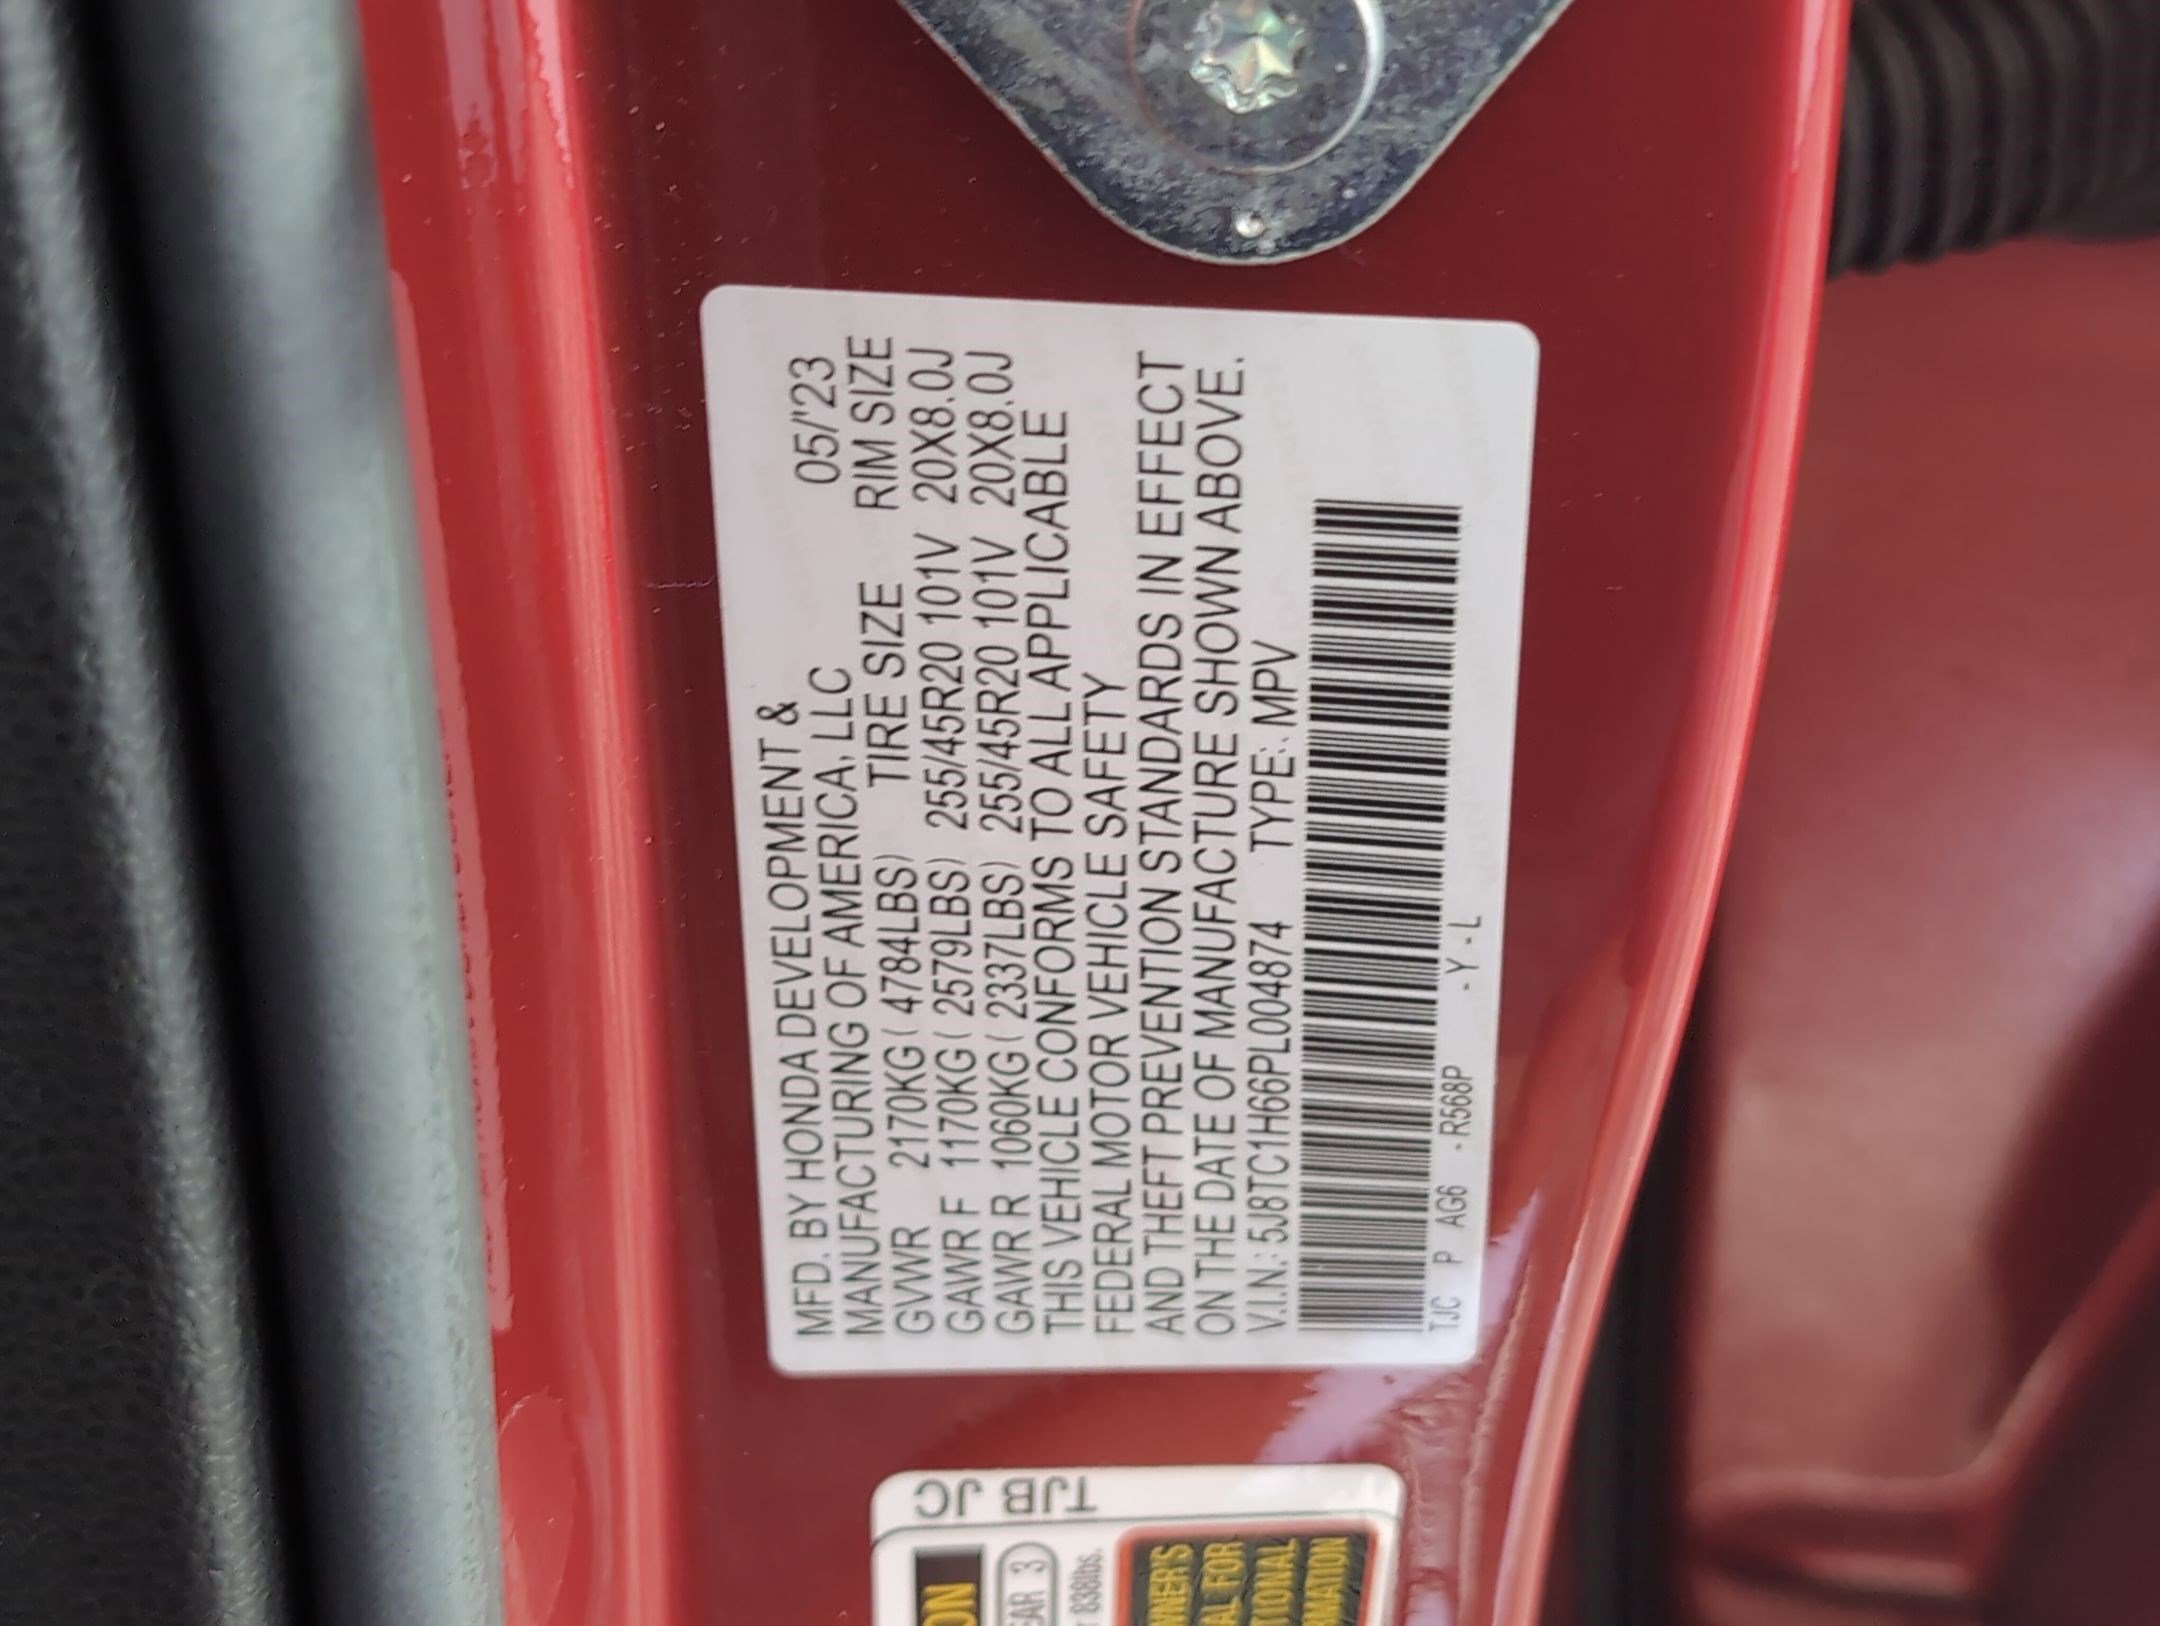 MFD. BY HONDA DEVELOPMENT &
MANUFACTURING OF AMERICA, LLC 05/'23
TIRE SIZE RIM SIZE
GVWR 2170KG ( 4784LBS)
GAWR F 1170KG ( 2579LBS) 255/45R20 101V 20X8.0J
GAWR R 1060KG ( 2337LBS) 255/45R20 101V 20X8.0J
THIS VEHICLE CONFORMS TO ALL APPLICABLE
FEDERAL MOTOR VEHICLE SAFETY
AND THEFT PREVENTION STANDARDS IN EFFECT
ON THE DATE OF MANUFACTURE SHOWN ABOVE.
V.I.N.: 5J8TC1H66PL004874 TYPE: MPV
TJC P AG6 - R568P - Y - L
TJB JC
838lbs.